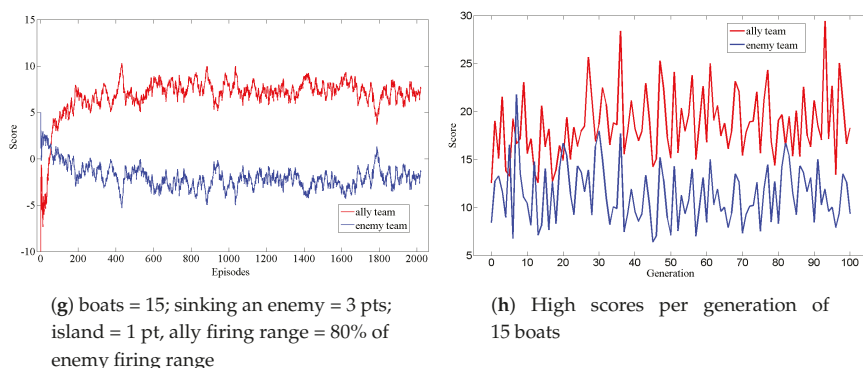 15
10
5
0
-5
-10
Score
0 200 400 600 800 1000 1200 1400 1600 1800 2000
Episodes
ally team
enemy team
30
25
20
15
10
5
Score
0 10 20 30 40 50 60 70 80 90 100
Generation
ally team
enemy team
(g) boats = 15; sinking an enemy = 3 pts;
island = 1 pt, ally firing range = 80% of
enemy firing range
(h) High scores per generation of
15 boats